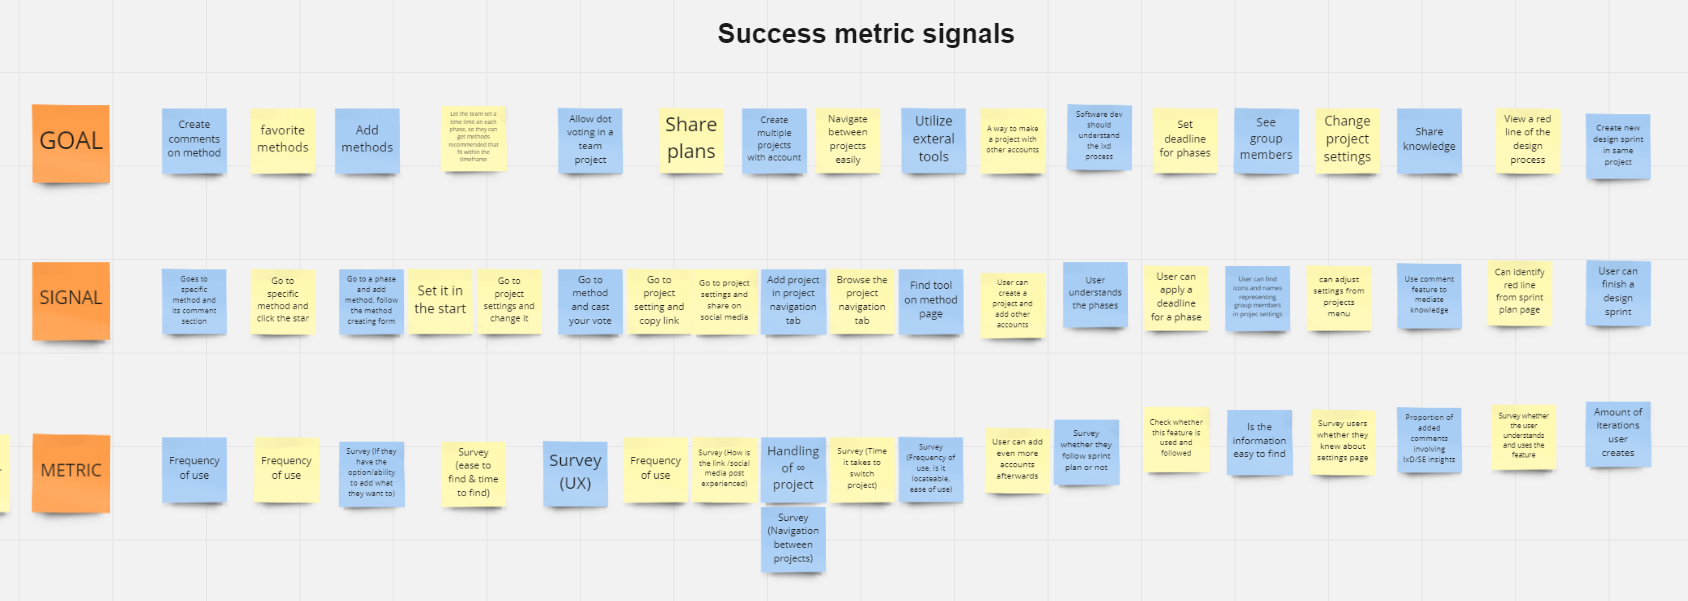 Success metric signals
GOAL
Create
comments
on method
favorite
methods
Add
methods
Let the team set a
time limit on each
phase, so they can
get methods
recommended that
fit within the
timeframe
Allow dot
voting in a
team
project
Share
plans
Create
multiple
projects
with account
Navigate
between
projects
easily
Utilize
exteral
tools
A way to make
a project with
other accounts
Software dev
should
understand
the ixd
process
Set
deadline
for phases
See
group
members
Change
project
settings
Share
knowledge
View a red
line of the
design
process
Create new
design sprint
in same
project
SIGNAL
Goes to
specific
method and
its comment
section
Go to
specific
method and
click the star
Go to a phase
and add
method, follow
the method
creating form
Set it in
the start
Go to
project
settings and
change it
Go to
method
and cast
your vote
Go to
project
setting and
copy link
Go to project
settings and
share on
social media
Add project
in project
navigation
tab
Browse the
project
navigation
tab
Find tool
on method
page
User can
create a
project and
add other
accounts
User
understands
the phases
User can
apply a
deadline
for a phase
User can find
icons and names
representing
group members
in projec settings
can adjust
settings from
projects
menu
Use comment
feature to
mediate
knowledge
Can identify
red line
from sprint
plan page
User can
finish a
design
sprint
METRIC
Frequency
of use
Frequency
of use
Survey (If they
have the
option/ability
to add what
they want to)
Survey
(ease to
find & time
to find)
Survey
(UX)
Frequency
of use
Survey (How is
the link /social
media post
experienced)
Handling
of ∞
project
Survey (Time
it takes to
switch
project)
Survey
(Frequency of
use, is it
locateable,
ease of use)
User can add
even more
accounts
afterwards
Survey
whether they
follow sprint
plan or not
Check whether
this feature is
used and
followed
Is the
information
easy to find
Survey users
whether they
knew about
settings page
Proportion of
added
comments
involving
IxD/SE insights
Survey whether
the user
understands
and uses the
feature
Amount of
iterations
user
creates
Survey
(Navigation
between
projects)